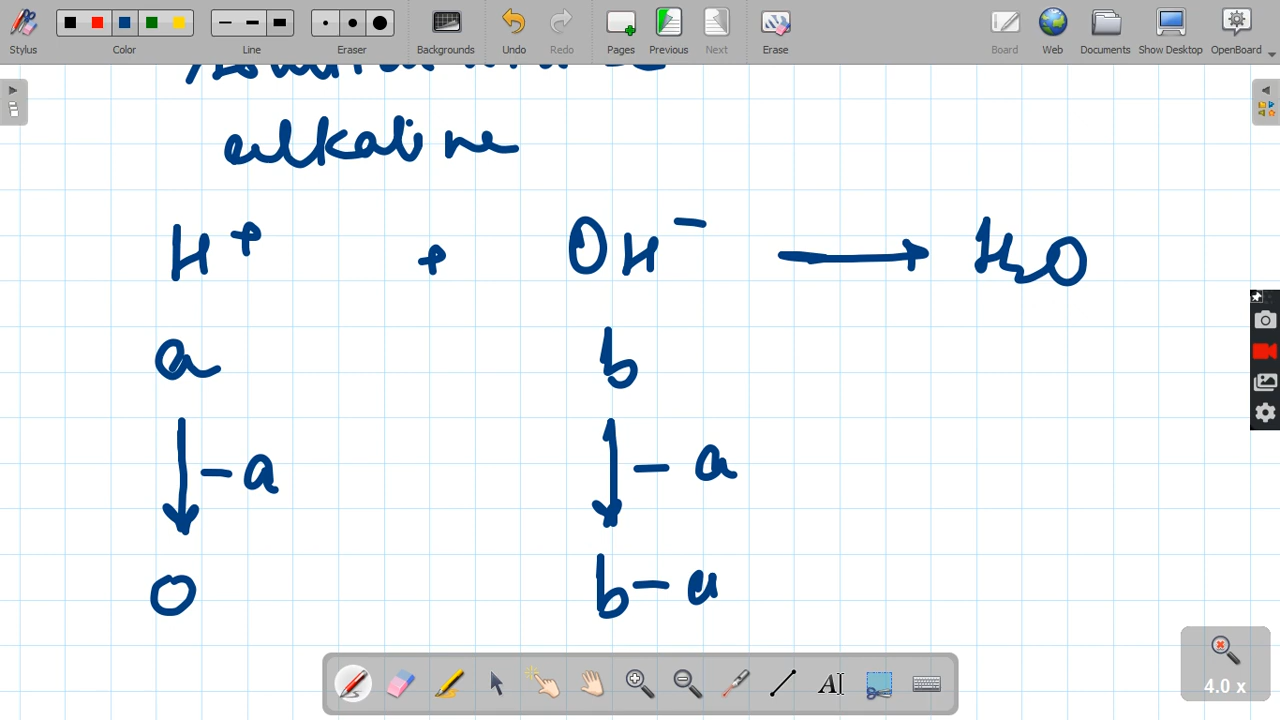 Stylus
Color
Line
Eraser
Backgrounds
Undo
Redo
Pages
Previous
Next
Erase
Board
Web
Documents
Show Desktop
OpenBoard
alkaline
H⁺ + OH⁻ → H₂O
a b
↓ – a ↓ – a
0 b – a
4.0 x